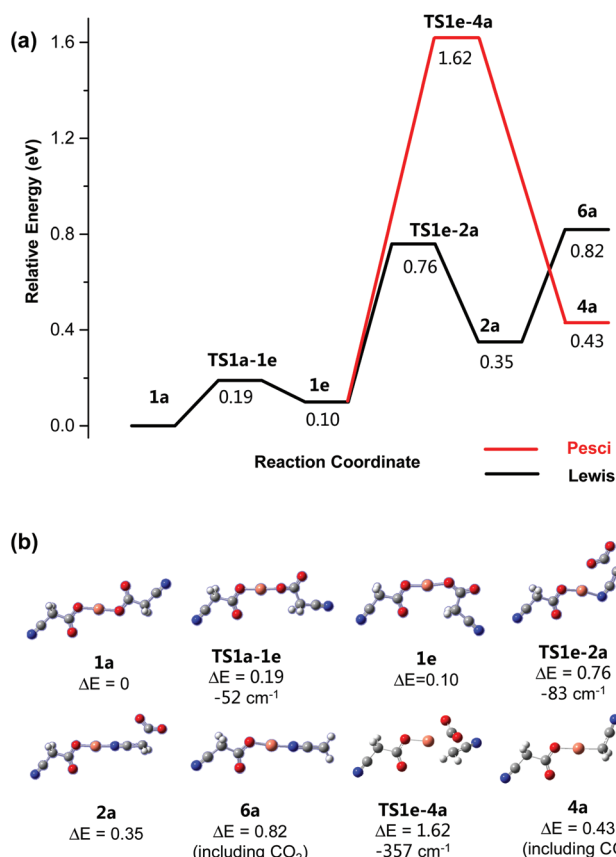 (a)
Relative Energy (eV)
1.6
1.2
0.8
0.4
0.0
TS1e-4a
1.62
6a
0.82
TS1e-2a
0.76
4a
0.43
2a
0.35
TS1a-1e
0.19
1e
0.10
1a
Reaction Coordinate
Pesci
Lewis
(b)
1a
ΔE = 0
TS1a-1e
ΔE = 0.19
-52 cm⁻¹
1e
ΔE=0.10
TS1e-2a
ΔE = 0.76
-83 cm⁻¹
2a
ΔE = 0.35
6a
ΔE = 0.82
(including CO₂)
TS1e-4a
ΔE = 1.62
-357 cm⁻¹
4a
ΔE = 0.43
(including